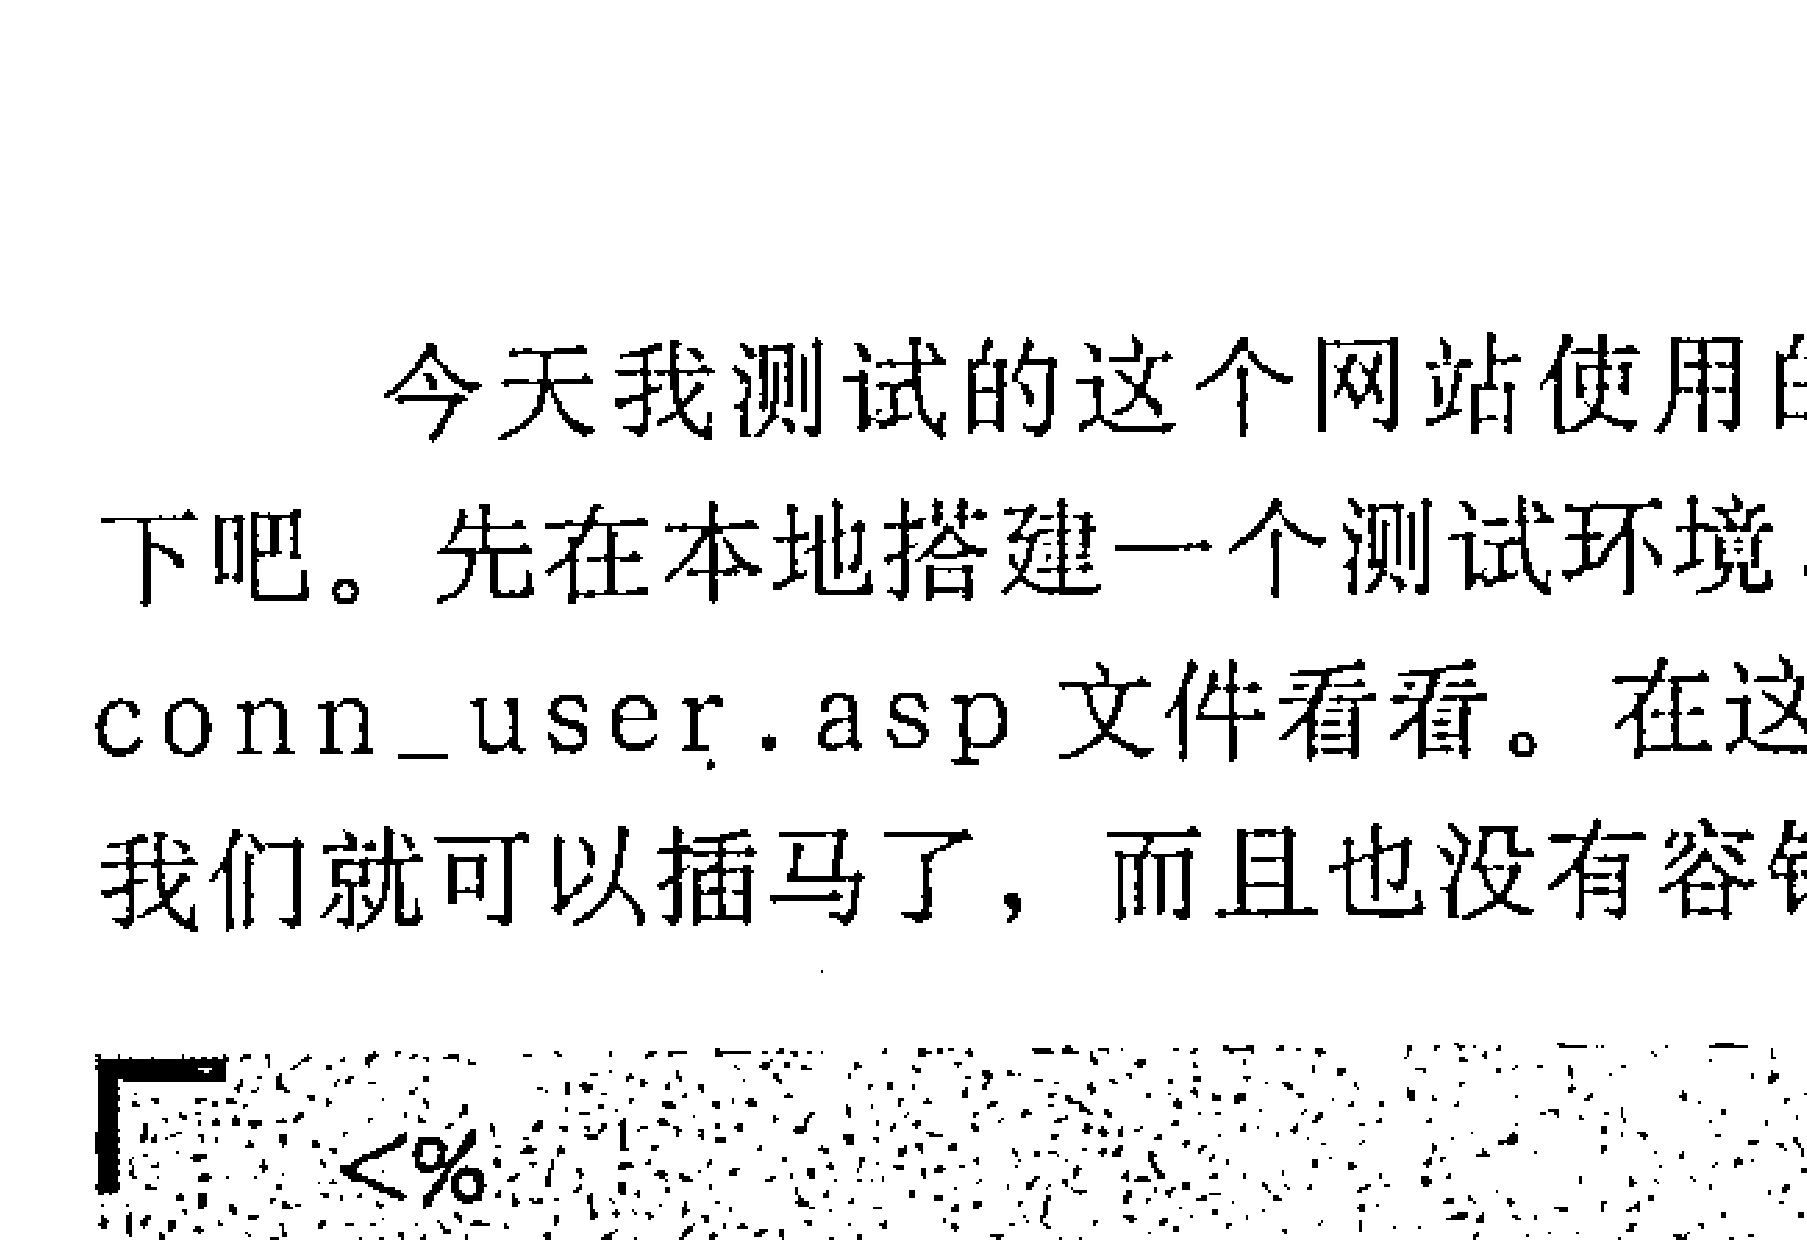 今天我测试的这个网站使用的
下吧。先在本地搭建一个测试环境，
conn_user.asp 文件看看。在这
我们就可以插马了，而且也没有容错
<%